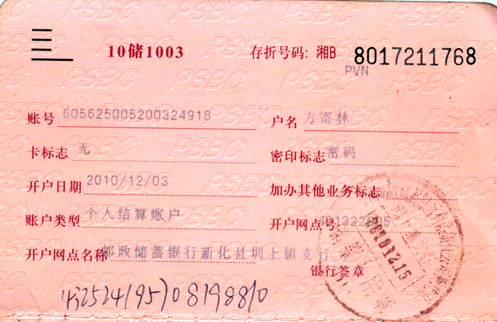 10储1003 存折号码: 湘B 8017211768
PVN
账号 605625005200324918 户名 方寄林
卡标志 无 密印标志 密码
开户日期 2010/12/03 加办其他业务标志
账户类型 个人结算账户 开户网点号
开户网点名称 邮政储蓄银行新化县圳上镇支行
银行签章
2010.12.15